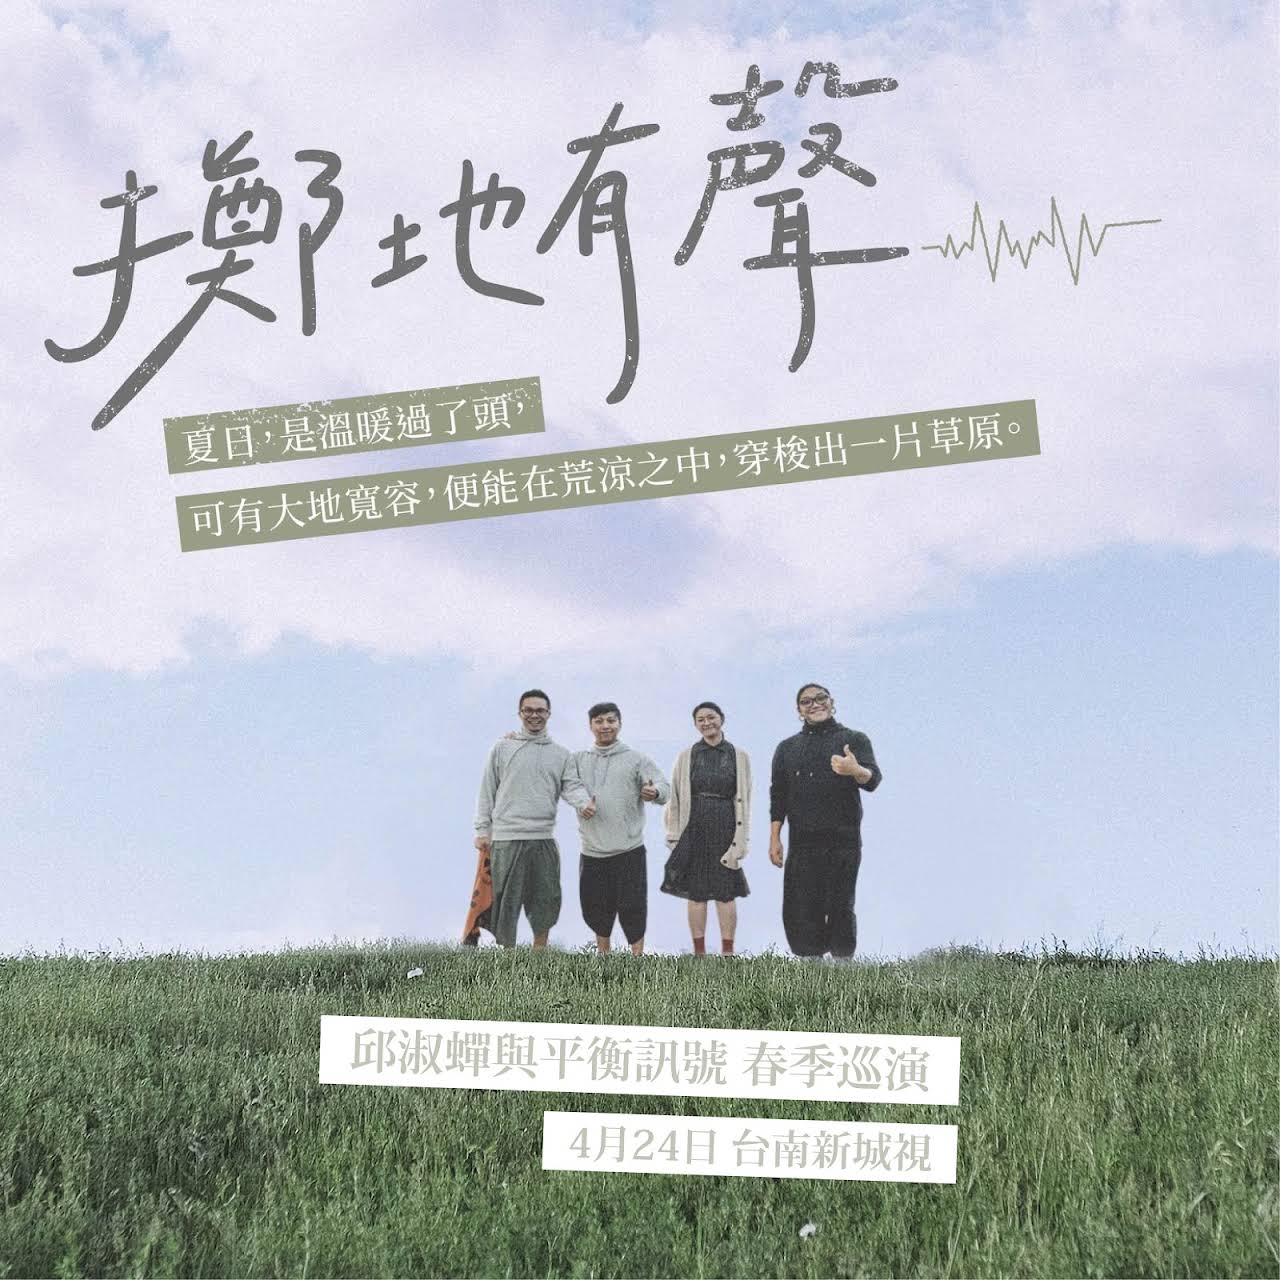 擲地有聲
夏日，是溫暖過了頭，
可有大地寬容，便能在荒涼之中，穿梭出一片草原。
邱淑蟬與平衡訊號 春季巡演
4月24日 台南新城視